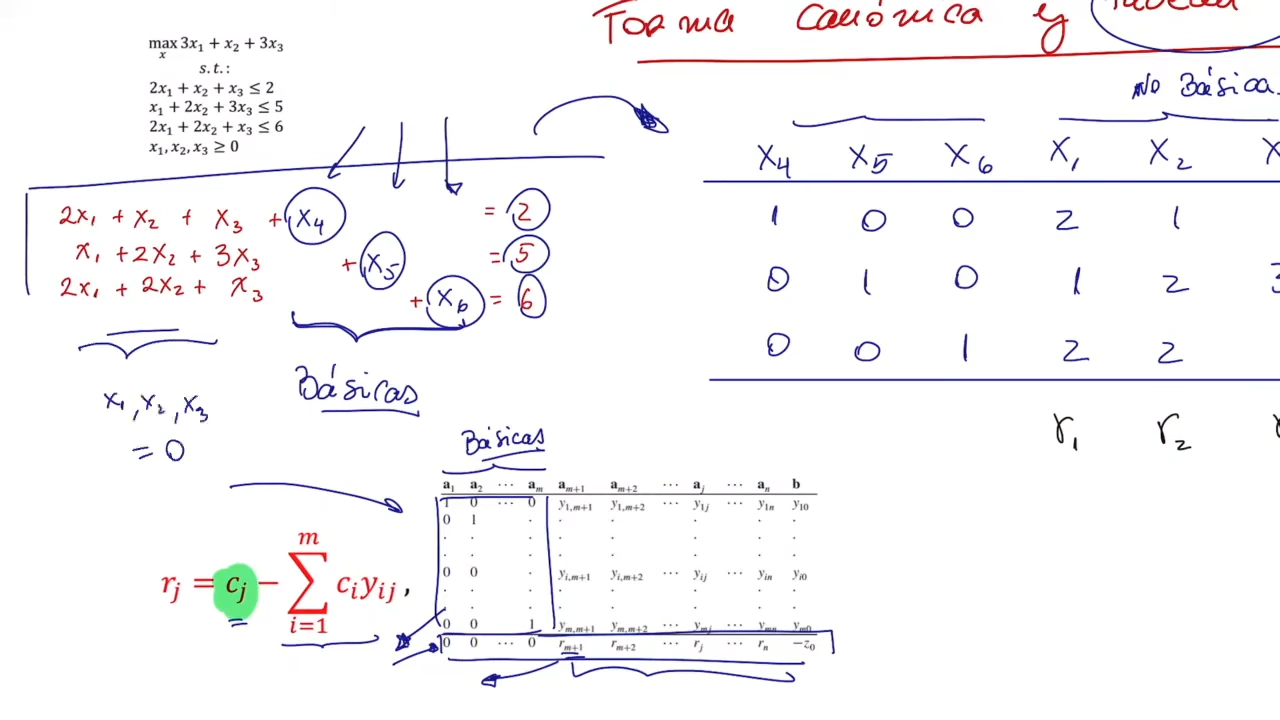 Forma Canónica y
max 3x₁ + x₂ + 3x₃
x
s.t.:
2x₁ + x₂ + x₃ ≤ 2
x₁ + 2x₂ + 3x₃ ≤ 5
2x₁ + 2x₂ + x₃ ≤ 6
x₁, x₂, x₃ ≥ 0
2x₁ + x₂ + x₃ + x₄ = 2
x₁ + 2x₂ + 3x₃ + x₅ = 5
2x₁ + 2x₂ + x₃ + x₆ = 6
Básicas
x₁, x₂, x₃
= 0
No Básica
x₄ x₅ x₆ x₁ x₂
1 0 0 2 1
0 1 0 1 2 3
0 0 1 2 2
r₁ r₂
rⱼ = cⱼ − ∑ᵢ₌₁ᵐ cᵢyᵢⱼ,
Básicas
a₁ a₂ ⋯ aₘ aₘ₊₁ aₘ₊₂ ⋯ aⱼ ⋯ aₙ b
1 0 ⋯ 0 y₁,ₘ₊₁ y₁,ₘ₊₂ ⋯ y₁ⱼ ⋯ y₁ₙ y₁₀
0 1 · · · · · ·
· · · · · · · ·
· · · · · · · ·
0 0 · yᵢ,ₘ₊₁ yᵢ,ₘ₊₂ ⋯ yᵢⱼ ⋯ yᵢₙ yᵢ₀
· · · · · · · ·
· · · · · · · ·
0 0 1 yₘ,ₘ₊₁ yₘ,ₘ₊₂ ⋯ yₘⱼ ⋯ yₘₙ yₘ₀
0 0 ⋯ 0 rₘ₊₁ rₘ₊₂ ⋯ rⱼ ⋯ rₙ −z₀